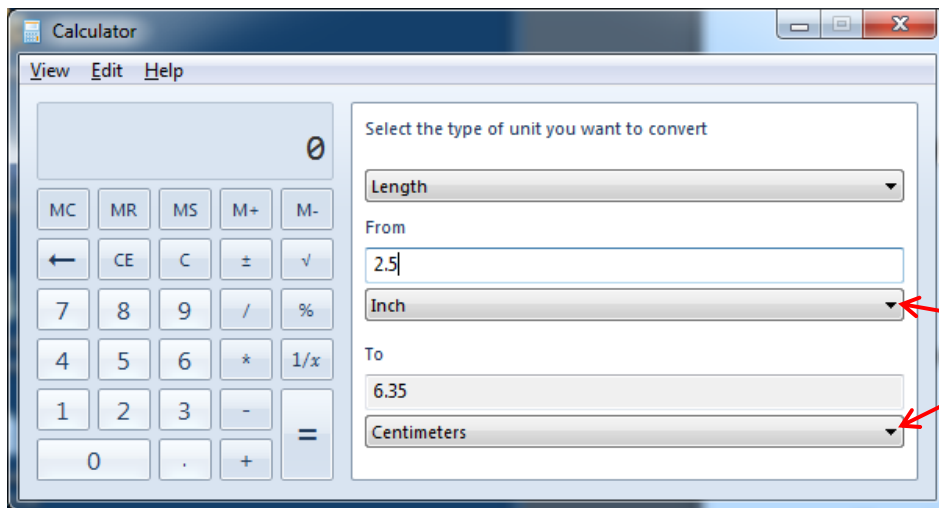 Calculator
View Edit Help
0
MC MR MS M+ M-
← CE C ± √
7 8 9 / %
4 5 6 * 1/x
1 2 3 - =
0 . +
Select the type of unit you want to convert
Length
From
2.5
Inch
To
6.35
Centimeters